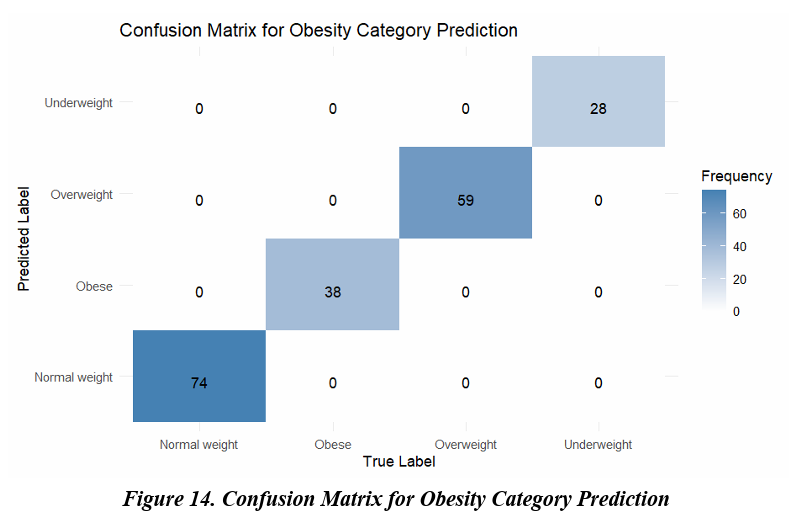 Confusion Matrix for Obesity Category Prediction
Underweight 0 0 0 28
Overweight 0 0 59 0
Obese 0 38 0 0
Normal weight 74 0 0 0
Normal weight Obese Overweight Underweight
True Label
Predicted Label
Frequency
60
40
20
0
Figure 14. Confusion Matrix for Obesity Category Prediction